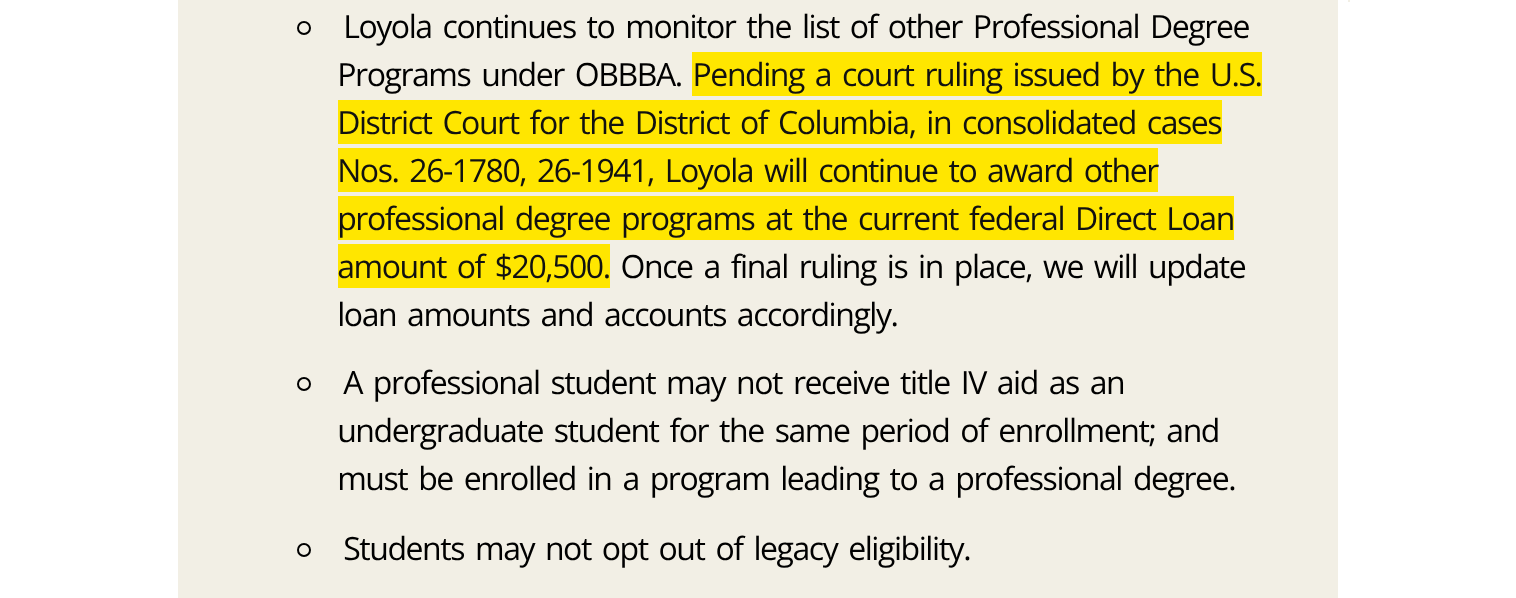 Loyola continues to monitor the list of other Professional Degree
Programs under OBBBA. Pending a court ruling issued by the U.S.
District Court for the District of Columbia, in consolidated cases
Nos. 26-1780, 26-1941, Loyola will continue to award other
professional degree programs at the current federal Direct Loan
amount of $20,500. Once a final ruling is in place, we will update
loan amounts and accounts accordingly.
A professional student may not receive title IV aid as an
undergraduate student for the same period of enrollment; and
must be enrolled in a program leading to a professional degree.
Students may not opt out of legacy eligibility.